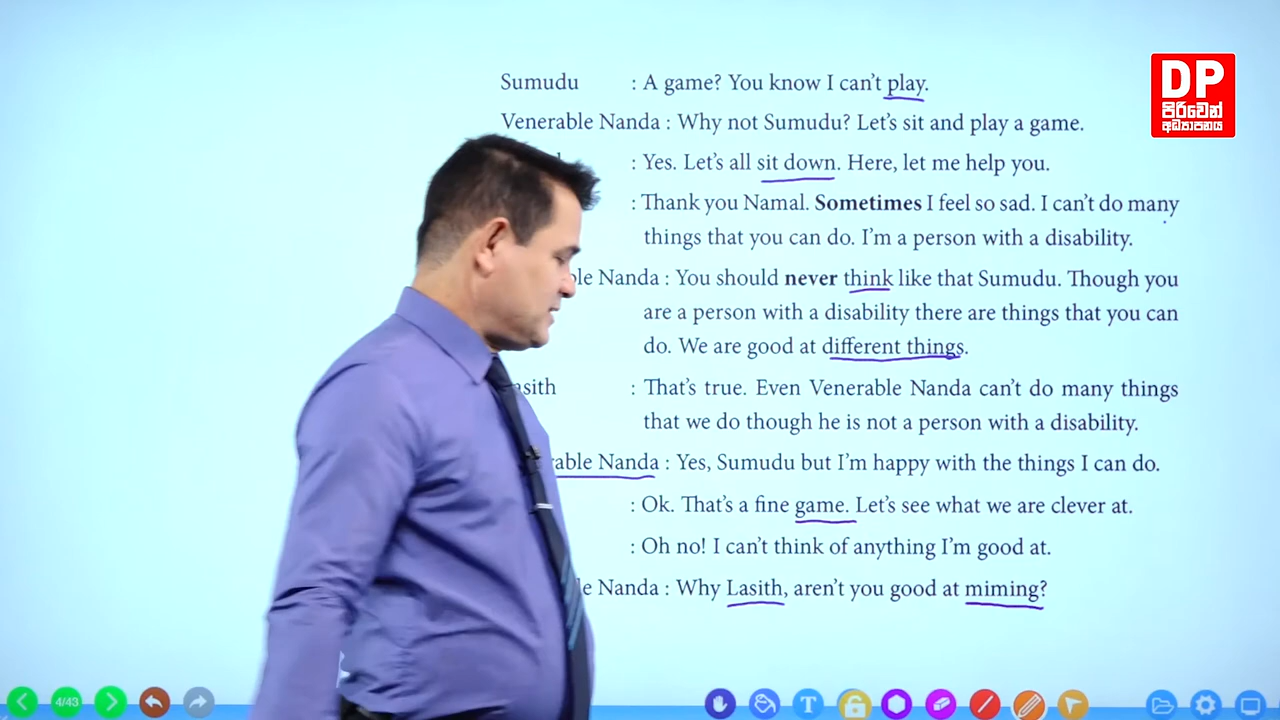 DP
පිරිවෙන්
අධ්‍යාපනය
Sumudu : A game? You know I can't play.
Venerable Nanda : Why not Sumudu? Let's sit and play a game.
: Yes. Let's all sit down. Here, let me help you.
: Thank you Namal. Sometimes I feel so sad. I can't do many
things that you can do. I'm a person with a disability.
Nanda : You should never think like that Sumudu. Though you
are a person with a disability there are things that you can
do. We are good at different things.
: That's true. Even Venerable Nanda can't do many things
that we do though he is not a person with a disability.
Nanda : Yes, Sumudu but I'm happy with the things I can do.
: Ok. That's a fine game. Let's see what we are clever at.
: Oh no! I can't think of anything I'm good at.
Nanda : Why Lasith, aren't you good at miming?
4/43
T